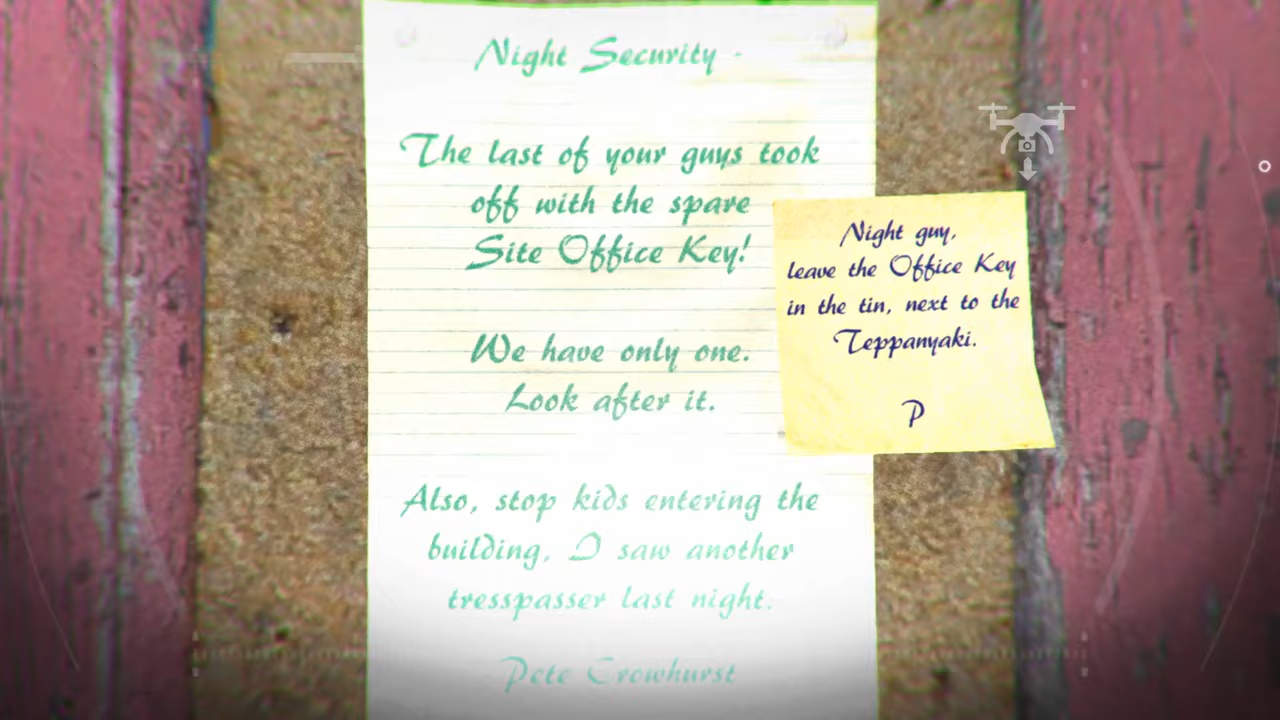 Night Security -
The last of your guys took
off with the spare
Site Office Key!
We have only one.
Look after it.
Also, stop kids entering the
building, I saw another
tresspasser last night.
Pete Crowhurst
Night guy,
leave the Office Key
in the tin, next to the
Teppanyaki.
P